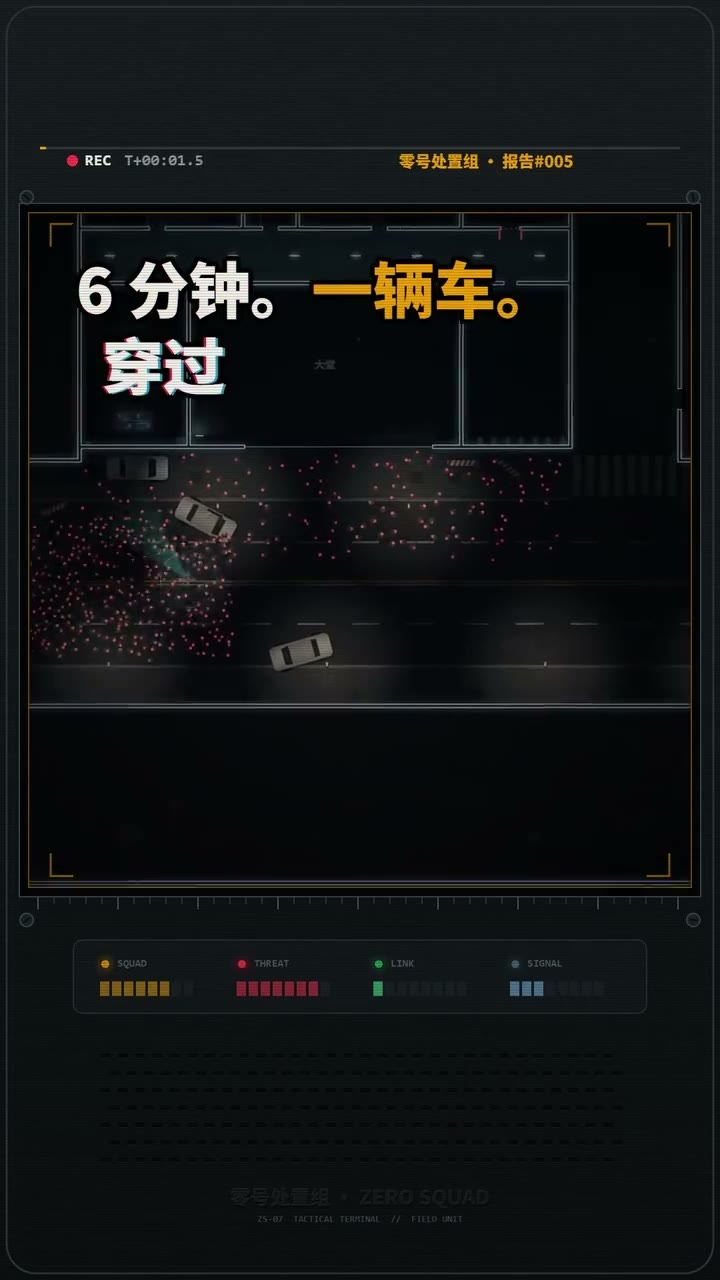 REC T+00:01.5 零号处置组 • 报告#005
6 分钟。一辆车。
穿过
大堂
SQUAD THREAT LINK SIGNAL
零号处置组 • ZERO SQUAD
ZS-07 TACTICAL TERMINAL // FIELD UNIT